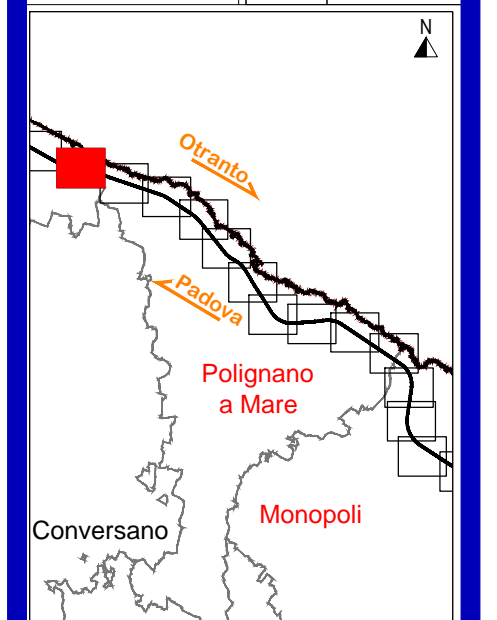 N
Otranto
Padova
Polignano
a Mare
Monopoli
Conversano